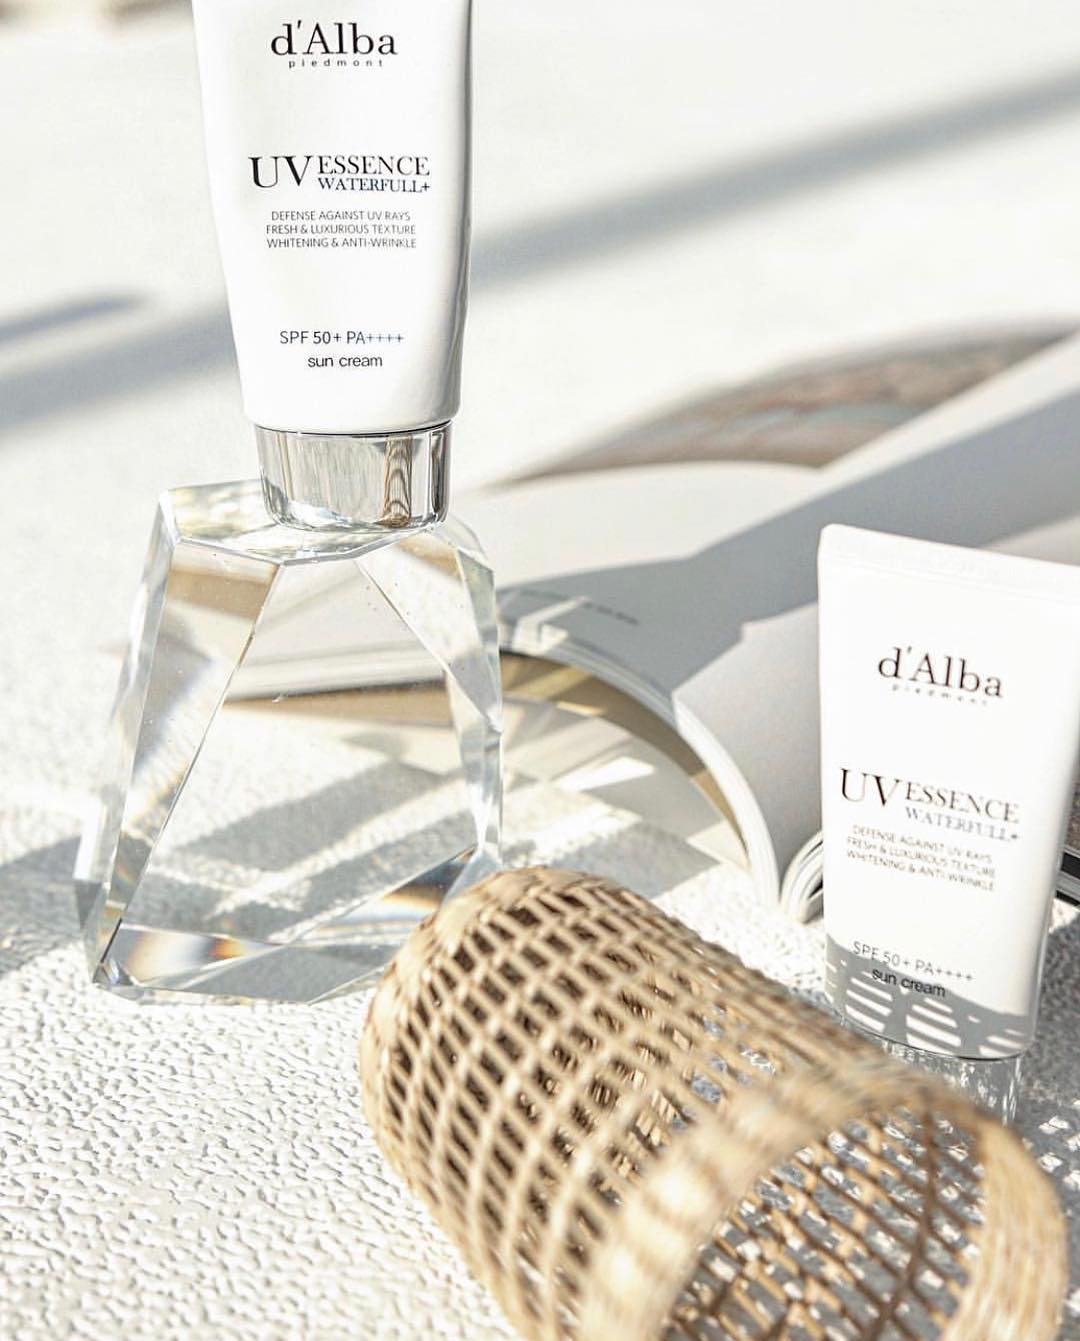 d'Alba
piedmont
UV ESSENCE
WATERFULL+
DEFENSE AGAINST UV RAYS
FRESH & LUXURIOUS TEXTURE
WHITENING & ANTI-WRINKLE
SPF 50+ PA++++
sun cream
d'Alba
piedmont
UV ESSENCE
WATERFULL+
DEFENSE AGAINST UV RAYS
FRESH & LUXURIOUS TEXTURE
WHITENING & ANTI-WRINKLE
SPF 50+ PA++++
sun cream